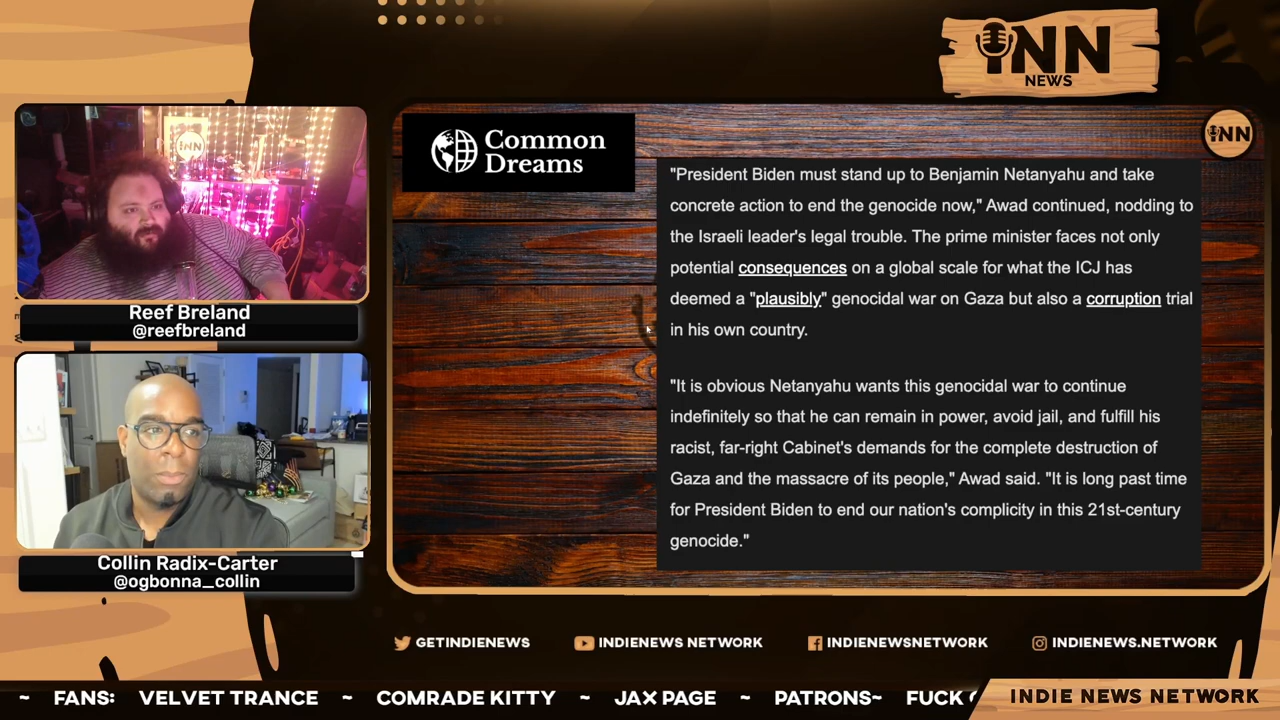 iNN
NEWS
iNN
Common
Dreams
iNN
"President Biden must stand up to Benjamin Netanyahu and take
concrete action to end the genocide now," Awad continued, nodding to
the Israeli leader's legal trouble. The prime minister faces not only
potential consequences on a global scale for what the ICJ has
deemed a "plausibly" genocidal war on Gaza but also a corruption trial
in his own country.
"It is obvious Netanyahu wants this genocidal war to continue
indefinitely so that he can remain in power, avoid jail, and fulfill his
racist, far-right Cabinet's demands for the complete destruction of
Gaza and the massacre of its people," Awad said. "It is long past time
for President Biden to end our nation's complicity in this 21st-century
genocide."
Reef Breland
@reefbreland
Collin Radix-Carter
@ogbonna_collin
GETINDIENEWS
INDIENEWS NETWORK
INDIENEWSNETWORK
INDIENEWS.NETWORK
~ FANS: VELVET TRANCE ~ COMRADE KITTY ~ JAX PAGE ~ PATRONS~ FUCK
INDIE NEWS NETWORK